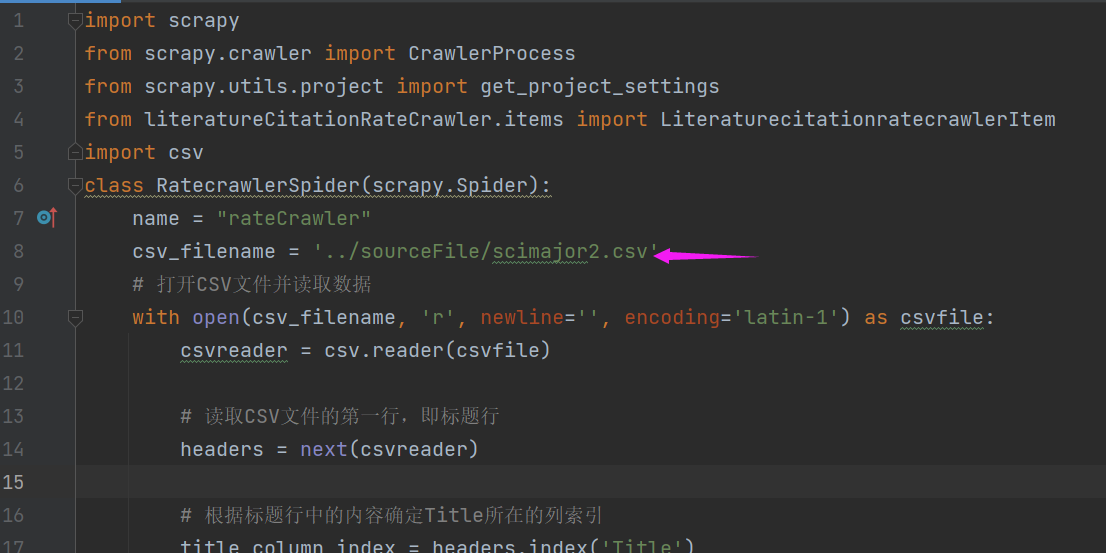 1 import scrapy
2 from scrapy.crawler import CrawlerProcess
3 from scrapy.utils.project import get_project_settings
4 from literatureCitationRateCrawler.items import LiteraturecitationratecrawlerItem
5 import csv
6 class RatecrawlerSpider(scrapy.Spider):
7     name = "rateCrawler"
8     csv_filename = '../sourceFile/scimajor2.csv'
9     # 打开CSV文件并读取数据
10     with open(csv_filename, 'r', newline='', encoding='latin-1') as csvfile:
11         csvreader = csv.reader(csvfile)
12
13         # 读取CSV文件的第一行，即标题行
14         headers = next(csvreader)
15
16         # 根据标题行中的内容确定Title所在的列索引
17         title_column_index = headers.index('Title')